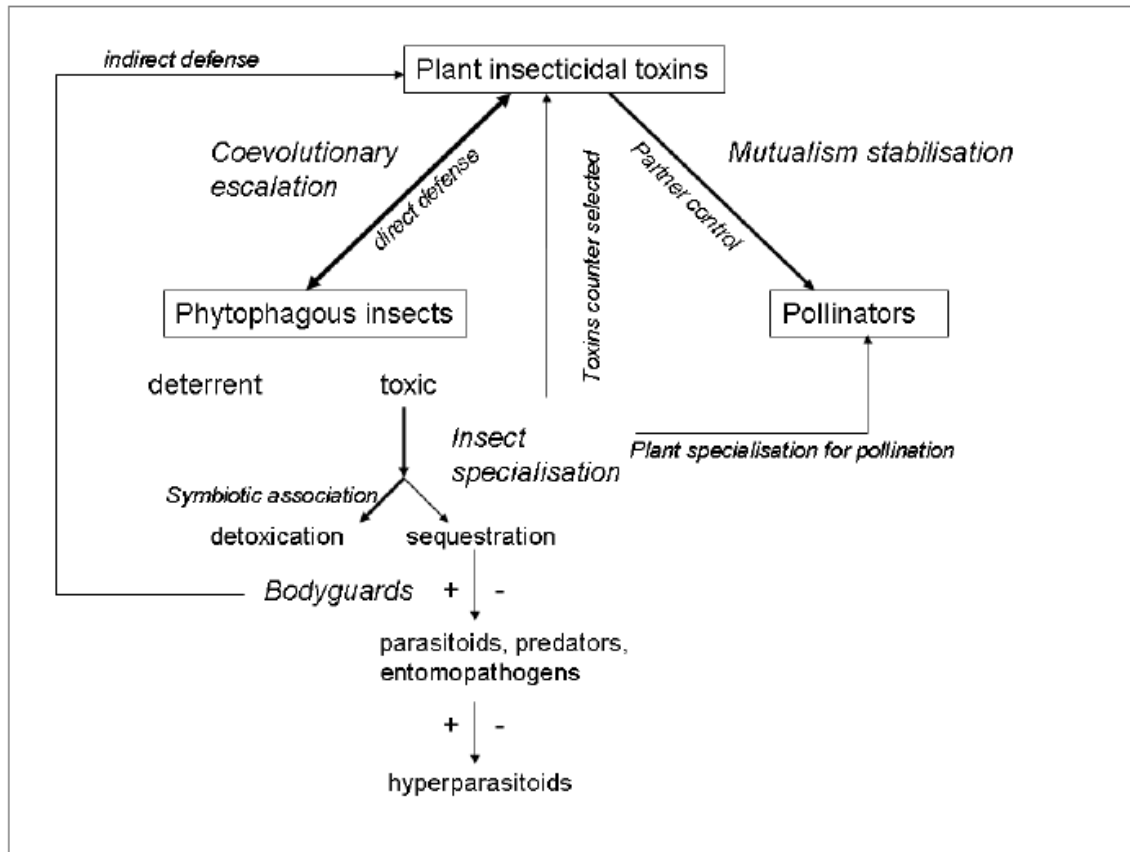 indirect defense
Plant insecticidal toxins
Coevolutionary
escalation
direct defense
Toxins counter selected
Partner control
Mutualism stabilisation
Phytophagous insects
Pollinators
deterrent
toxic
Insect
specialisation
Plant specialisation for pollination
Symbiotic association
detoxication
sequestration
Bodyguards
+ -
parasitoids, predators,
entomopathogens
+ -
hyperparasitoids